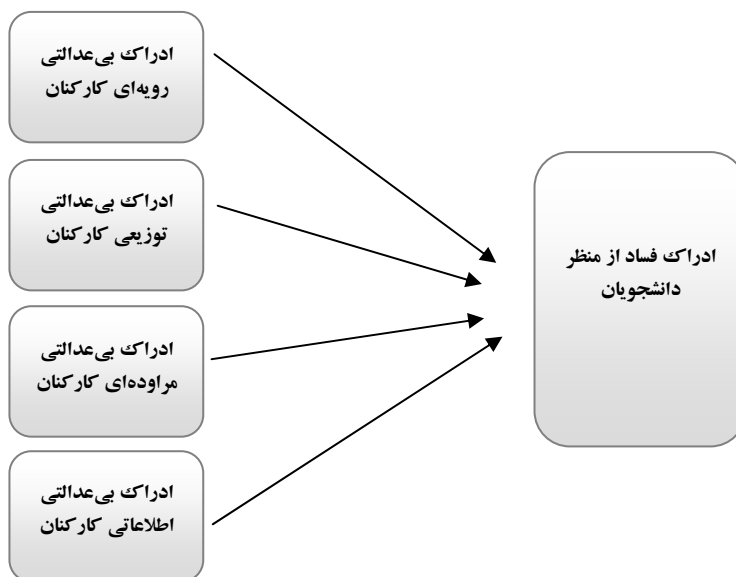 ادراک بی‌عدالتی
رویه‌ای کارکنان
ادراک بی‌عدالتی
توزیعی کارکنان
ادراک بی‌عدالتی
مراوده‌ای کارکنان
ادراک بی‌عدالتی
اطلاعاتی کارکنان
ادراک فساد از منظر
دانشجویان